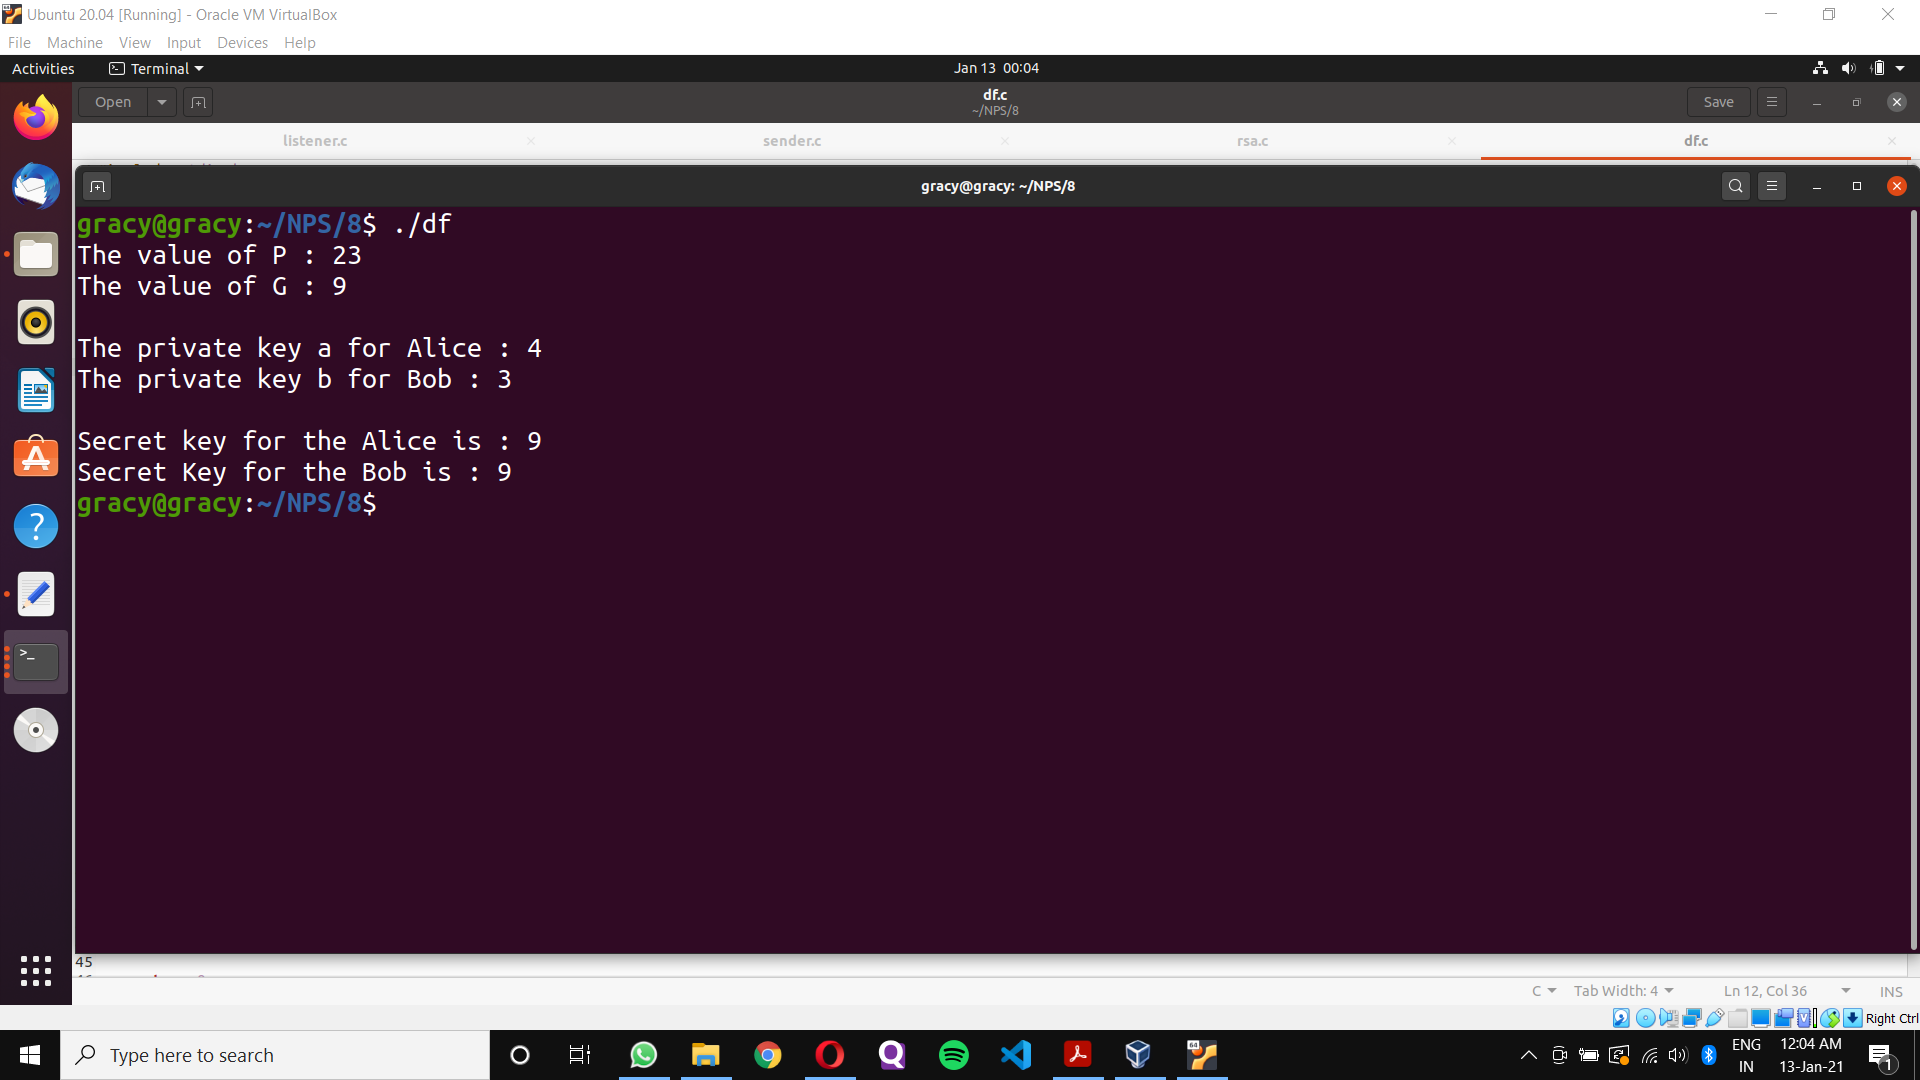 Ubuntu 20.04 [Running] - Oracle VM VirtualBox
File Machine View Input Devices Help
Activities Terminal Jan 13 00:04
Open df.c Save
~/NPS/8
listener.c sender.c rsa.c df.c
gracy@gracy: ~/NPS/8
gracy@gracy:~/NPS/8$ ./df
The value of P : 23
The value of G : 9
The private key a for Alice : 4
The private key b for Bob : 3
Secret key for the Alice is : 9
Secret Key for the Bob is : 9
gracy@gracy:~/NPS/8$
45
C Tab Width: 4 Ln 12, Col 36 INS
Right Ctrl
Type here to search
ENG 12:04 AM
IN 13-Jan-21
1